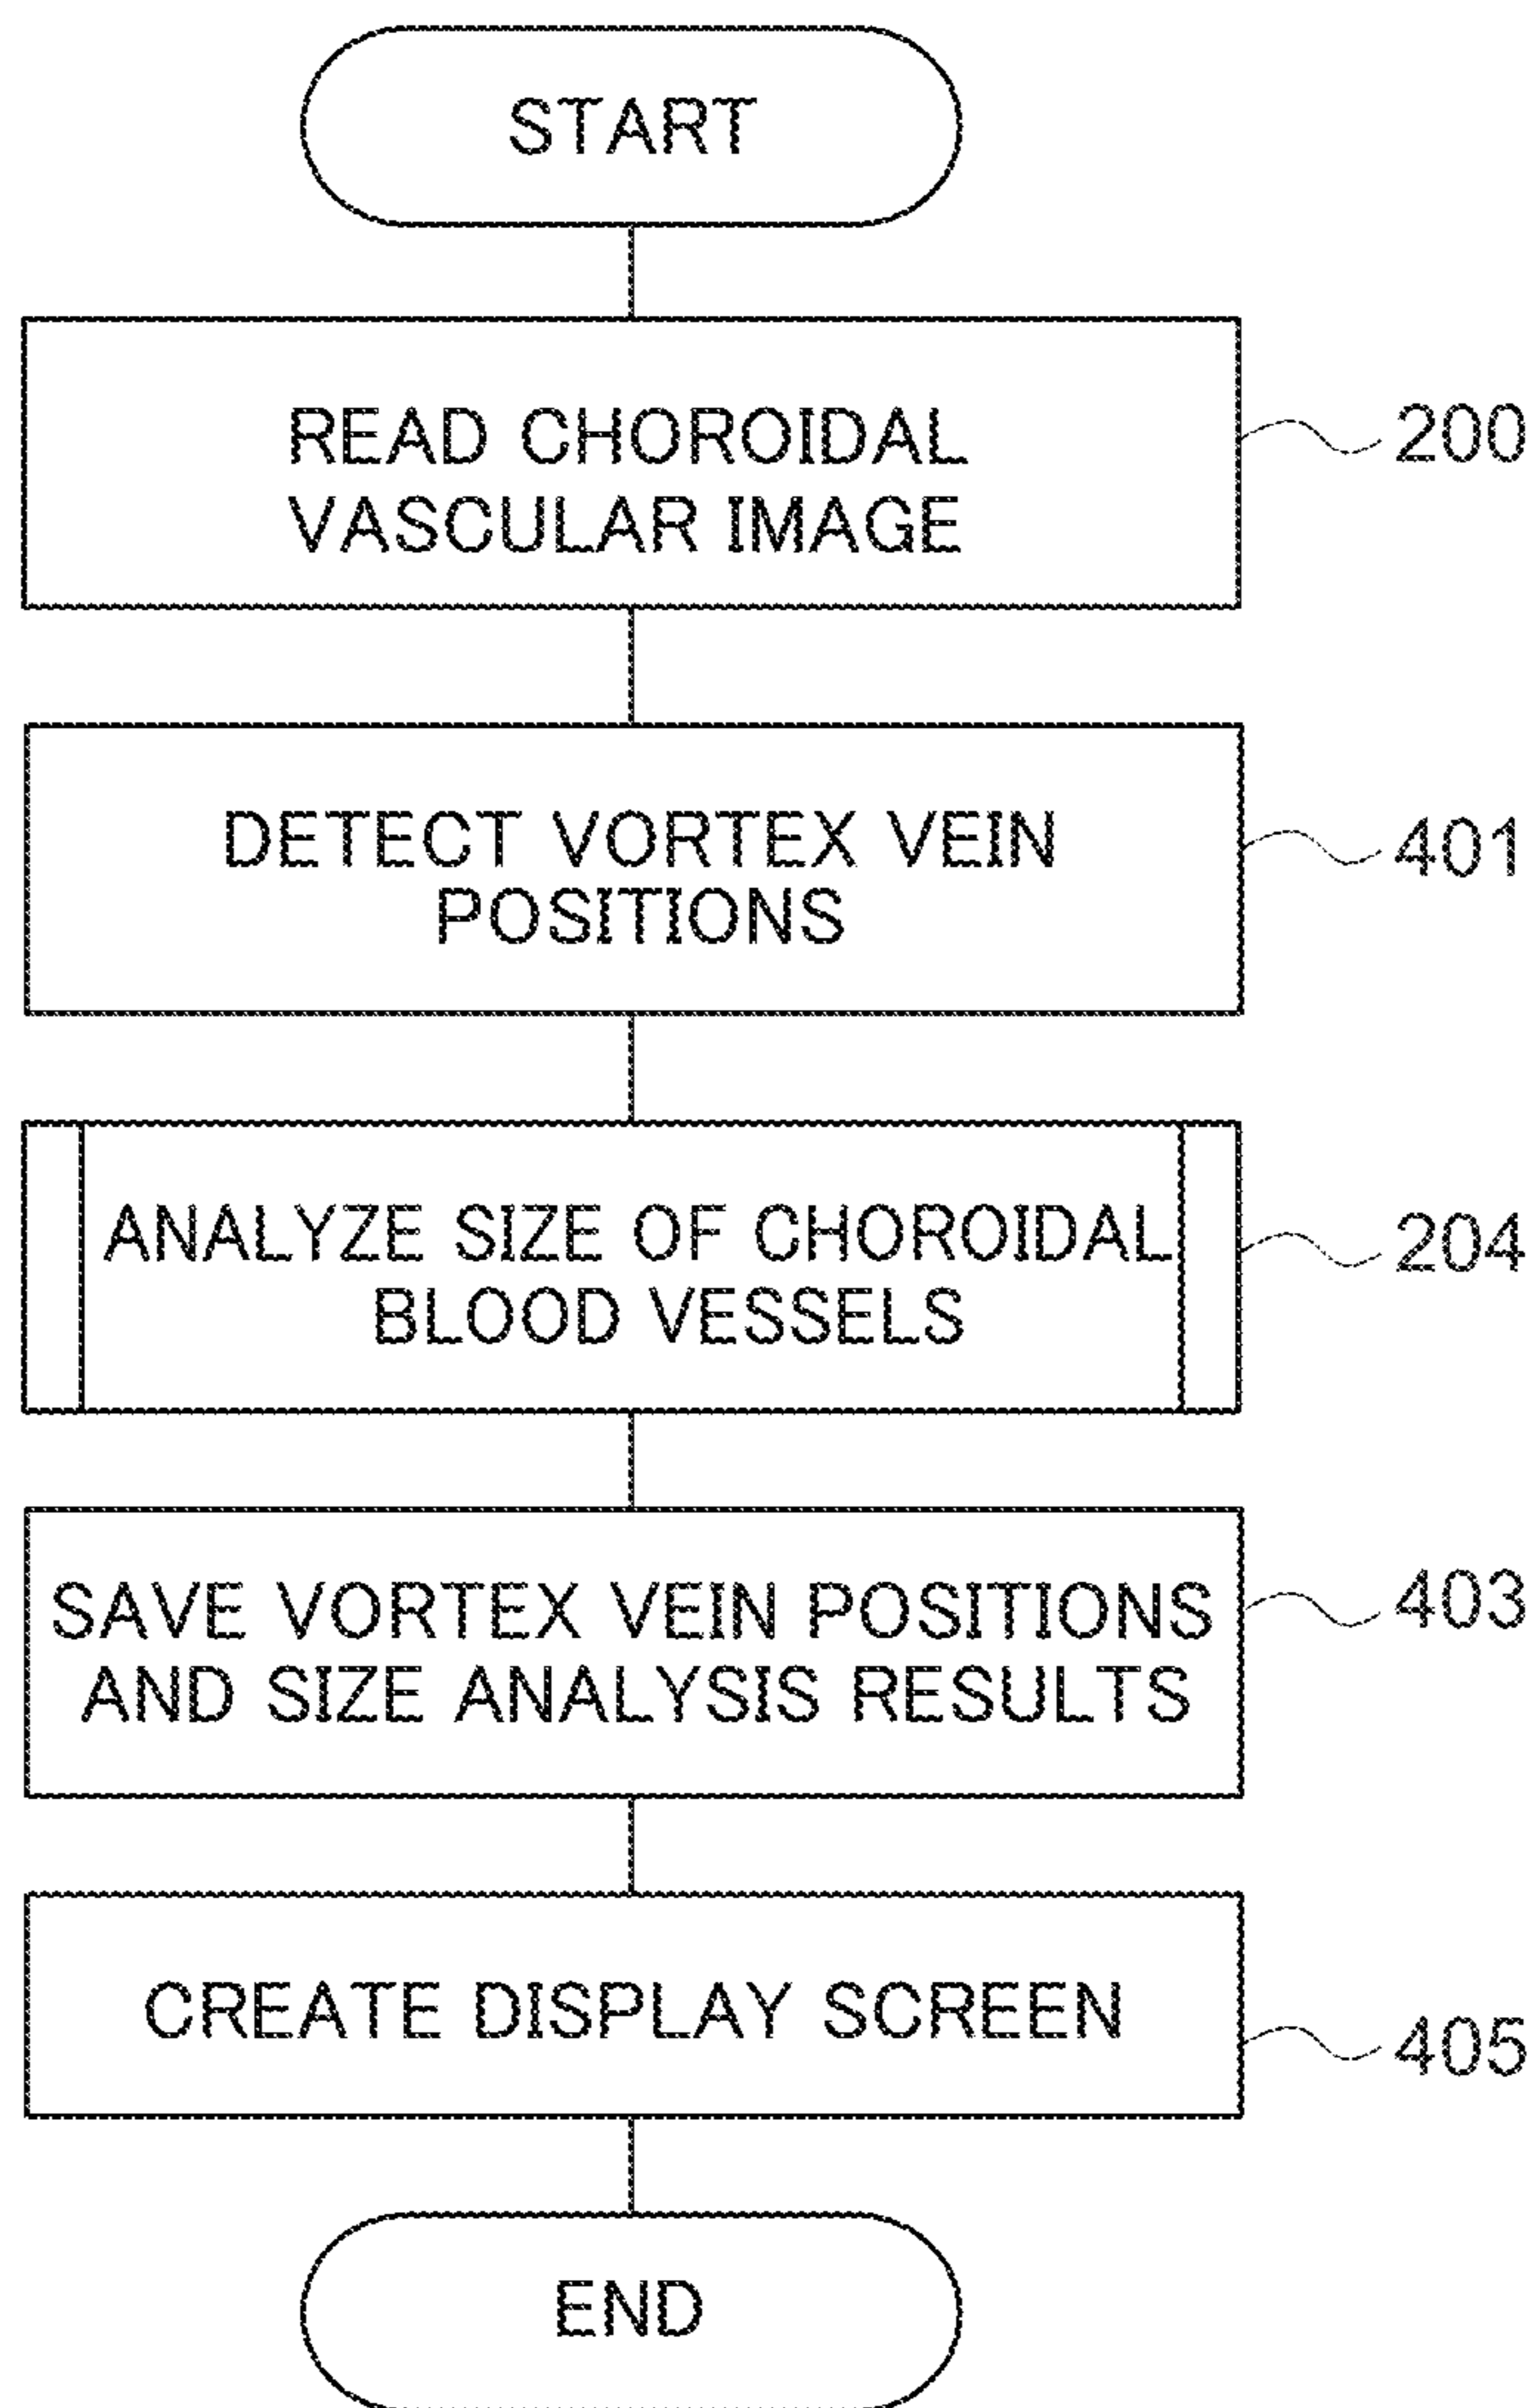 START
READ CHOROIDAL
VASCULAR IMAGE
200
DETECT VORTEX VEIN
POSITIONS
401
ANALYZE SIZE OF CHOROIDAL
BLOOD VESSELS
204
SAVE VORTEX VEIN POSITIONS
AND SIZE ANALYSIS RESULTS
403
CREATE DISPLAY SCREEN
405
END